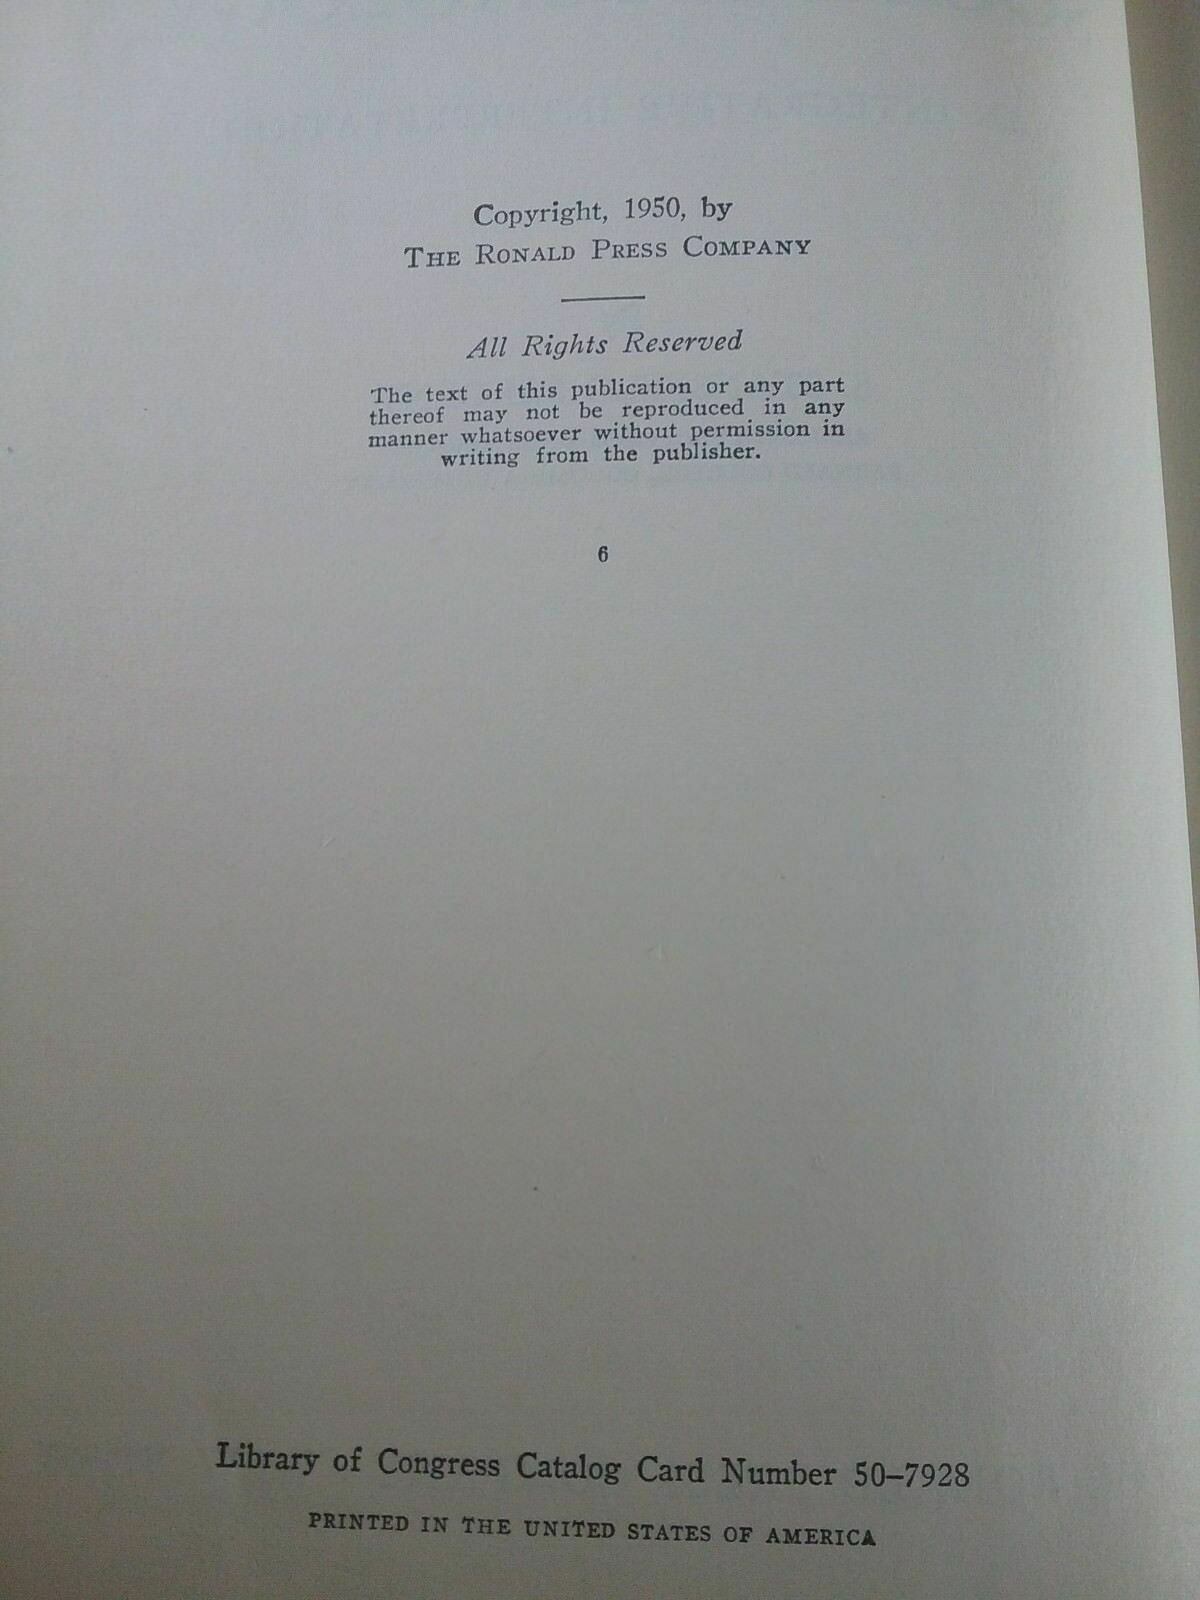 Copyright, 1950, by
THE RONALD PRESS COMPANY
All Rights Reserved
The text of this publication or any part
thereof may not be reproduced in any
manner whatsoever without permission in
writing from the publisher.
6
Library of Congress Catalog Card Number 50–7928
PRINTED IN THE UNITED STATES OF AMERICA